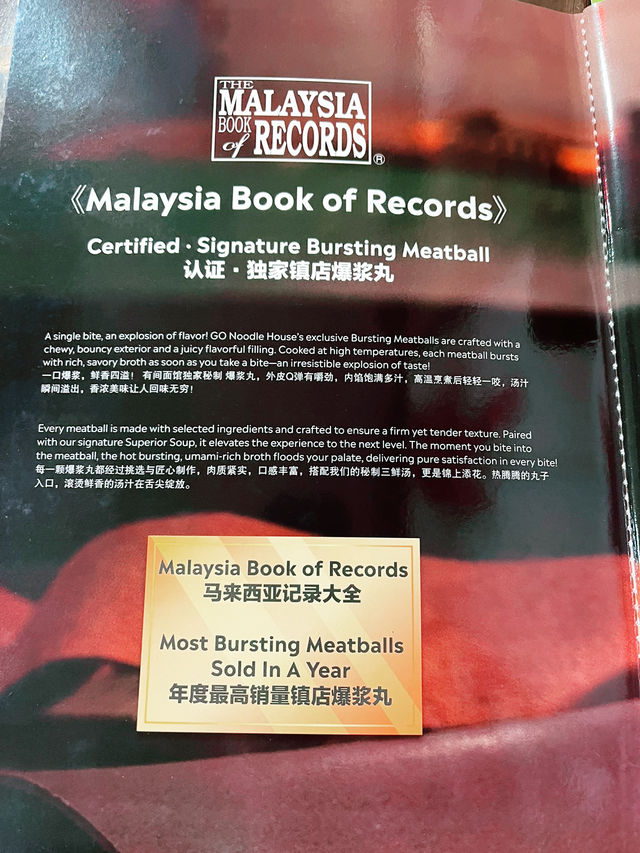 THE
MALAYSIA
BOOK
of RECORDS®
《Malaysia Book of Records》
Certified · Signature Bursting Meatball
认证 · 独家镇店爆浆丸
A single bite, an explosion of flavor! GO Noodle House's exclusive Bursting Meatballs are crafted with a
chewy, bouncy exterior and a juicy flavorful filling. Cooked at high temperatures, each meatball bursts
with rich, savory broth as soon as you take a bite—an irresistible explosion of taste!
一口爆浆，鲜香四溢！ 有间面馆独家秘制 爆浆丸，外皮Q弹有嚼劲，内馅饱满多汁，高温烹煮后轻轻一咬，汤汁
瞬间溢出，香浓美味让人回味无穷！
Every meatball is made with selected ingredients and crafted to ensure a firm yet tender texture. Paired
with our signature Superior Soup, it elevates the experience to the next level. The moment you bite into
the meatball, the hot bursting, umami-rich broth floods your palate, delivering pure satisfaction in every bite!
每一颗爆浆丸都经过挑选与匠心制作，肉质紧实，口感丰富，搭配我们的秘制三鲜汤，更是锦上添花。热腾腾的丸子
入口，滚烫鲜香的汤汁在舌尖绽放。
Malaysia Book of Records
马来西亚记录大全
Most Bursting Meatballs
Sold In A Year
年度最高销量镇店爆浆丸